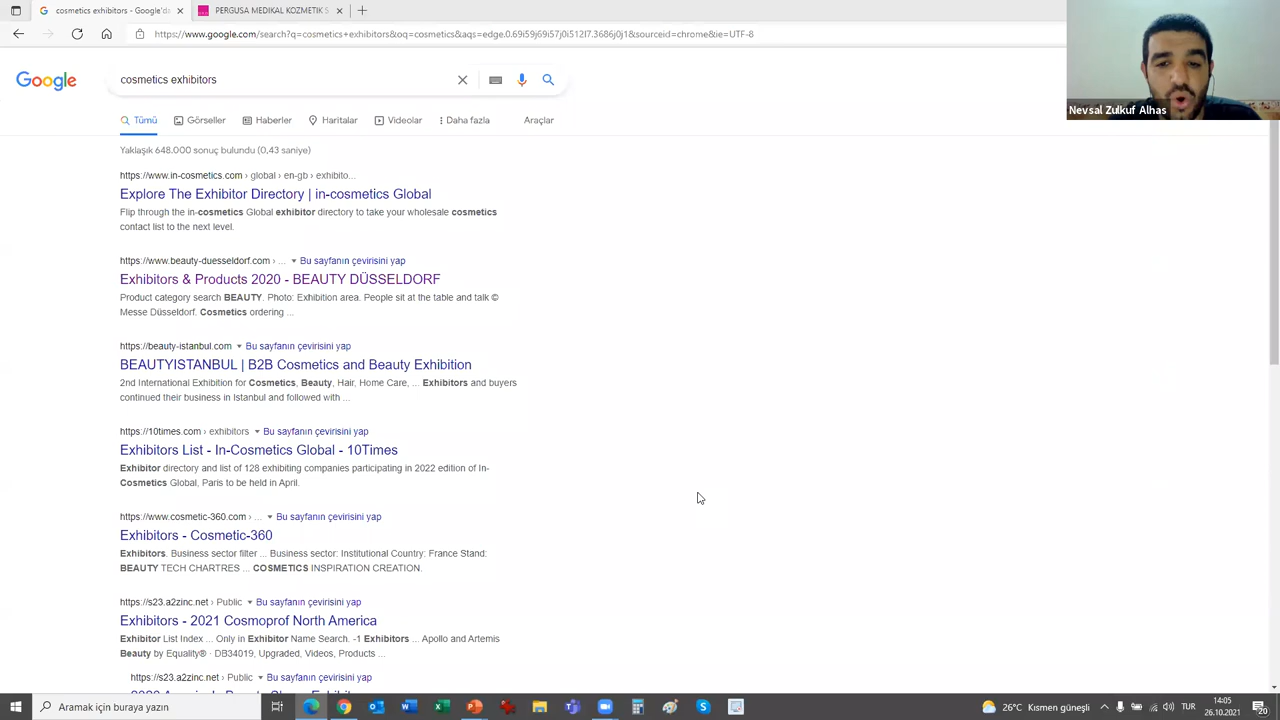 cosmetics exhibitors - Google'da
PERGUSA MEDIKAL KOZMETIK S
https://www.google.com/search?q=cosmetics+exhibitors&oq=cosmetics&aqs=edge.0.69i59j69i57j0i512l7.3686j0j1&sourceid=chrome&ie=UTF-8
Nevsal Zulkuf Alhas
Google
cosmetics exhibitors
Tümü Görseller Haberler Haritalar Videolar Daha fazla Araçlar
Yaklaşık 648.000 sonuç bulundu (0,43 saniye)
https://www.in-cosmetics.com › global › en-gb › exhibito...
Explore The Exhibitor Directory | in-cosmetics Global
Flip through the in-cosmetics Global exhibitor directory to take your wholesale cosmetics
contact list to the next level.
https://www.beauty-duesseldorf.com › ... Bu sayfanın çevirisini yap
Exhibitors & Products 2020 - BEAUTY DÜSSELDORF
Product category search BEAUTY. Photo: Exhibition area. People sit at the table and talk ©
Messe Düsseldorf. Cosmetics ordering ...
https://beauty-istanbul.com Bu sayfanın çevirisini yap
BEAUTYISTANBUL | B2B Cosmetics and Beauty Exhibition
2nd International Exhibition for Cosmetics, Beauty, Hair, Home Care, ... Exhibitors and buyers
continued their business in Istanbul and followed with ...
https://10times.com › exhibitors Bu sayfanın çevirisini yap
Exhibitors List - In-Cosmetics Global - 10Times
Exhibitor directory and list of 128 exhibiting companies participating in 2022 edition of In-
Cosmetics Global, Paris to be held in April.
https://www.cosmetic-360.com › ... Bu sayfanın çevirisini yap
Exhibitors - Cosmetic-360
Exhibitors. Business sector filter ... Business sector: Institutional Country: France Stand:
BEAUTY TECH CHARTRES ... COSMETICS INSPIRATION CREATION.
https://s23.a2zinc.net › Public Bu sayfanın çevirisini yap
Exhibitors - 2021 Cosmoprof North America
Exhibitor List Index ... Only in Exhibitor Name Search. -1 Exhibitors ... Apollo and Artemis
Beauty by Equality® · DB34019, Upgraded, Videos, Products ...
https://s23.a2zinc.net › Public Bu sayfanın çevirisini yap
Aramak için buraya yazın
26°C Kısmen güneşli
TUR
14:05
26.10.2021
20